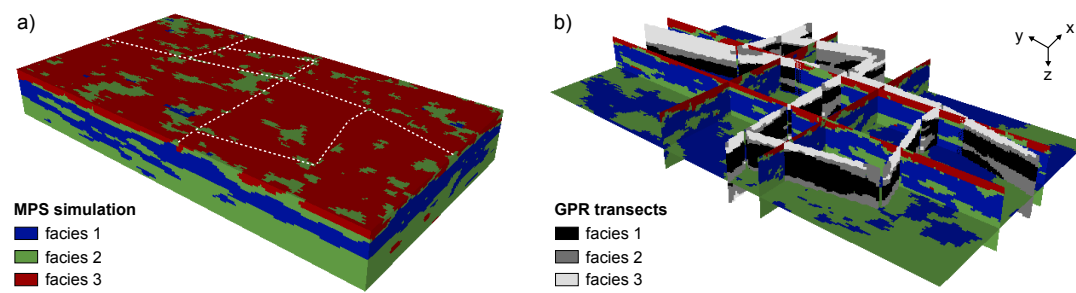 a)
MPS simulation
facies 1
facies 2
facies 3
b)
y
x
z
GPR transects
facies 1
facies 2
facies 3